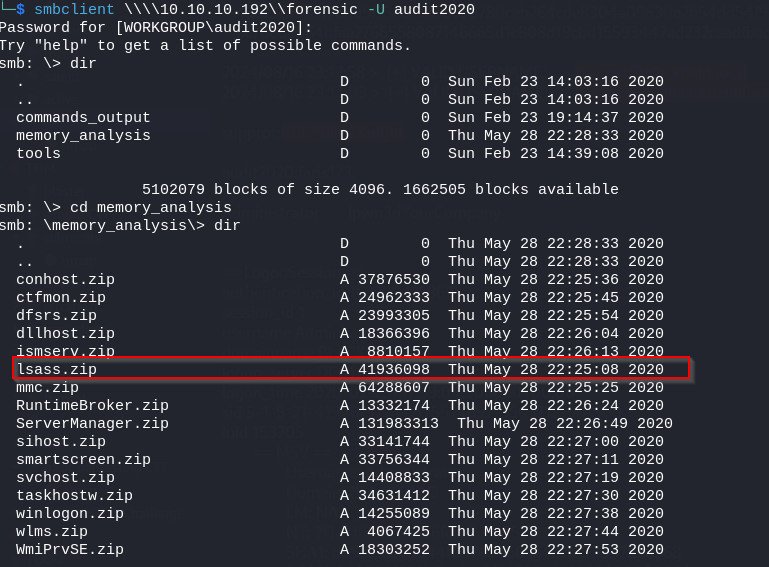 └─$ smbclient \\\\10.10.10.192\\forensic -U audit2020
Password for [WORKGROUP\audit2020]:
Try "help" to get a list of possible commands.
smb: \> dir
  .                                   D        0  Sun Feb 23 14:03:16 2020
  ..                                  D        0  Sun Feb 23 14:03:16 2020
  commands_output                     D        0  Sun Feb 23 19:14:37 2020
  memory_analysis                     D        0  Thu May 28 22:28:33 2020
  tools                               D        0  Sun Feb 23 14:39:08 2020
                5102079 blocks of size 4096. 1662505 blocks available
smb: \> cd memory_analysis
smb: \memory_analysis\> dir
  .                                   D        0  Thu May 28 22:28:33 2020
  ..                                  D        0  Thu May 28 22:28:33 2020
  conhost.zip                         A 37876530  Thu May 28 22:25:36 2020
  ctfmon.zip                          A 24962333  Thu May 28 22:25:45 2020
  dfsrs.zip                           A 23993305  Thu May 28 22:25:54 2020
  dllhost.zip                         A 18366396  Thu May 28 22:26:04 2020
  ismserv.zip                         A  8810157  Thu May 28 22:26:13 2020
  lsass.zip                           A 41936098  Thu May 28 22:25:08 2020
  mmc.zip                             A 64288607  Thu May 28 22:25:25 2020
  RuntimeBroker.zip                   A 13332174  Thu May 28 22:26:24 2020
  ServerManager.zip                   A 131983313  Thu May 28 22:26:49 2020
  sihost.zip                          A 33141744  Thu May 28 22:27:00 2020
  smartscreen.zip                     A 33756344  Thu May 28 22:27:11 2020
  svchost.zip                         A 14408833  Thu May 28 22:27:19 2020
  taskhostw.zip                       A 34631412  Thu May 28 22:27:30 2020
  winlogon.zip                        A 14255089  Thu May 28 22:27:38 2020
  wlms.zip                            A  4067425  Thu May 28 22:27:44 2020
  WmiPrvSE.zip                        A 18303252  Thu May 28 22:27:53 2020